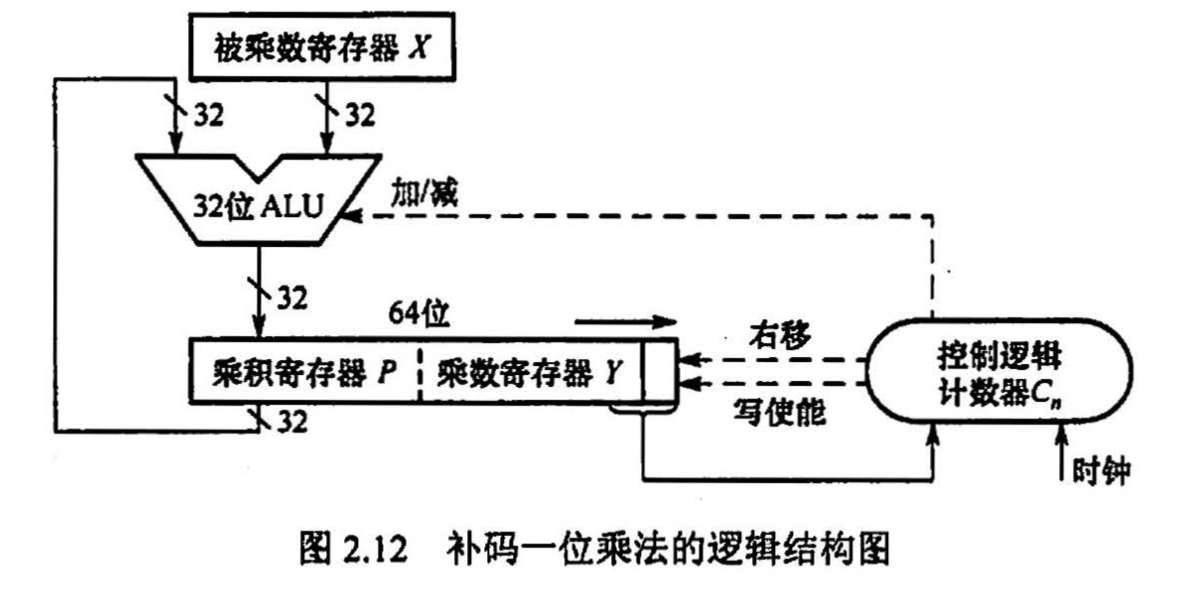 被乘数寄存器 X
32
32
32位 ALU
加/减
32
64位
乘积寄存器 P
乘数寄存器 Y
右移
写使能
控制逻辑
计数器Cn
32
时钟
图 2.12 补码一位乘法的逻辑结构图